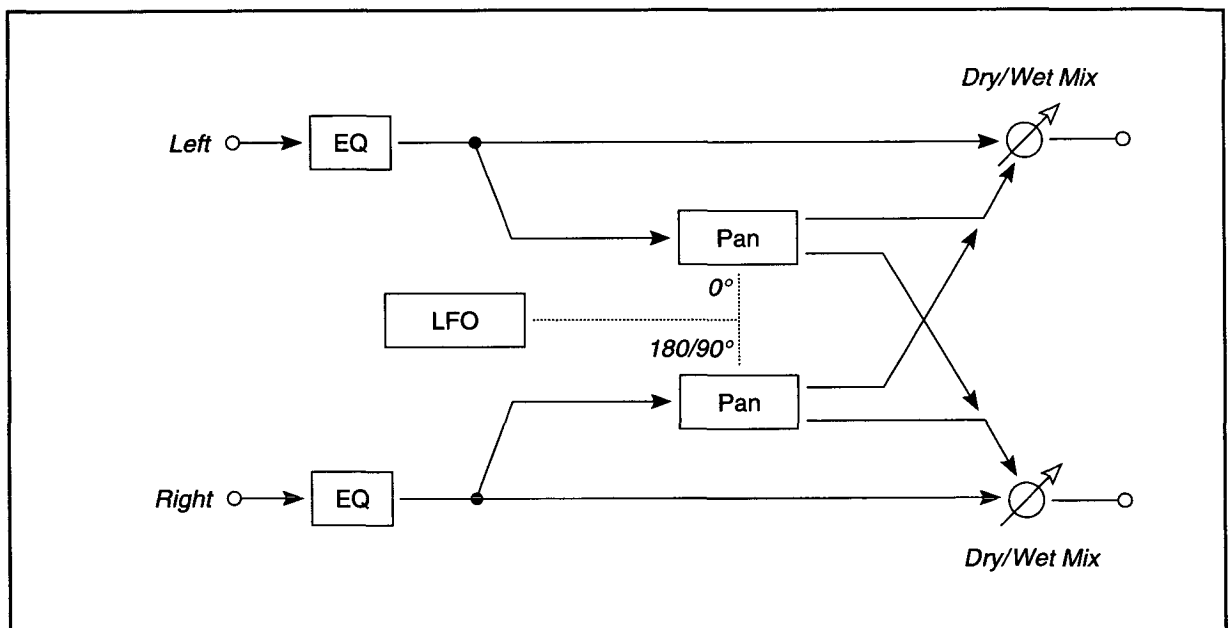 Dry/Wet Mix
Left
EQ
Pan
0°
LFO
180/90°
Pan
Right
EQ
Dry/Wet Mix